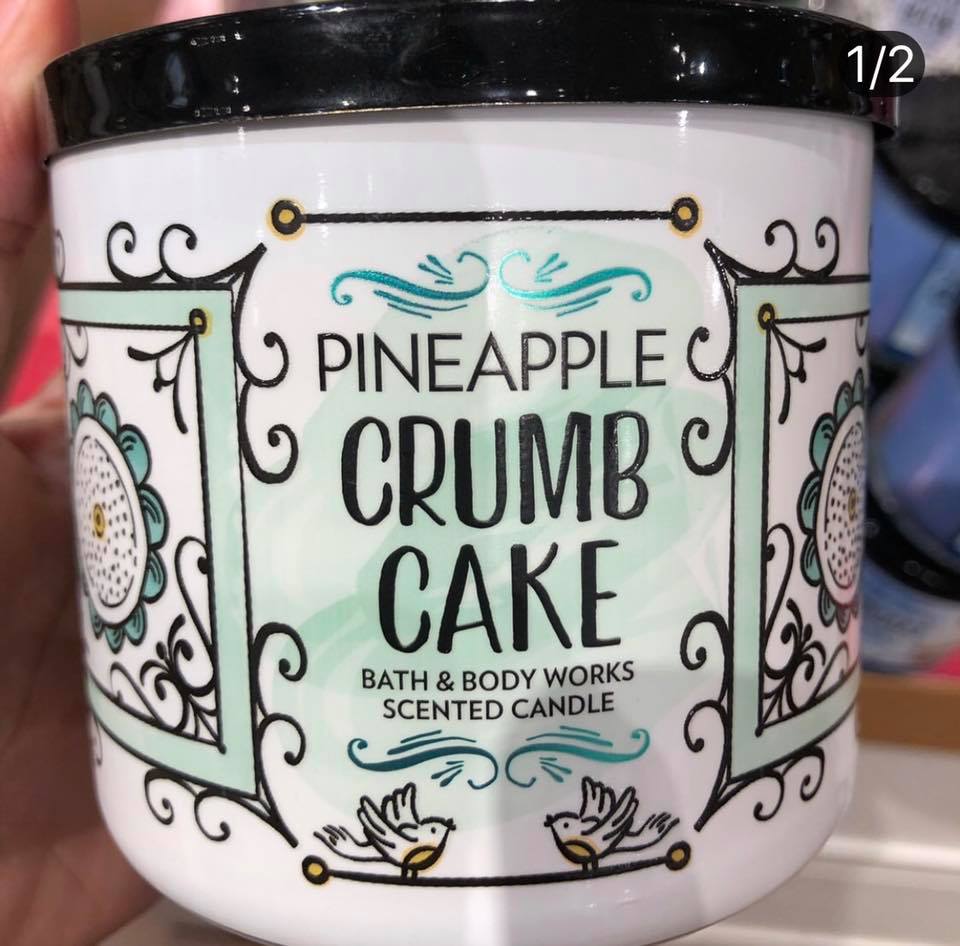 1/2
PINEAPPLE
CRUMB
CAKE
BATH & BODY WORKS
SCENTED CANDLE